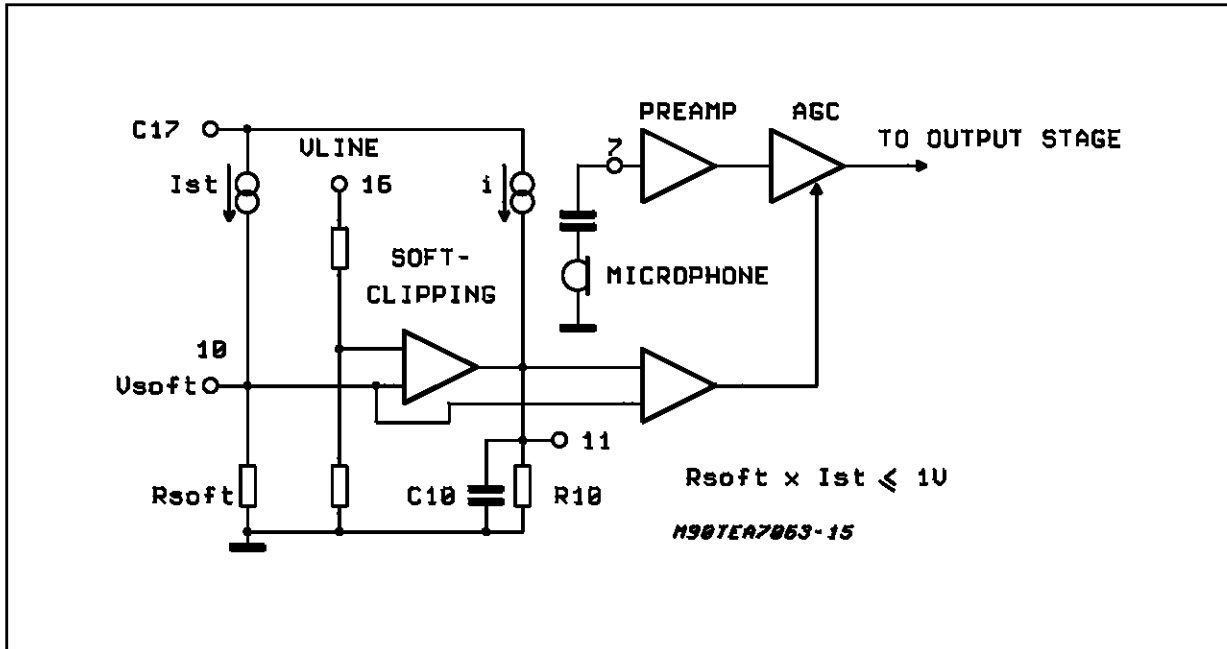 PREAMP
AGC
C17
VLINE
7
TO OUTPUT STAGE
Ist
16
i
SOFT-
CLIPPING
MICROPHONE
10
Vsoft
11
Rsoft
C10
R10
Rsoft x Ist ⩽ 1V
M90TEA7063-15